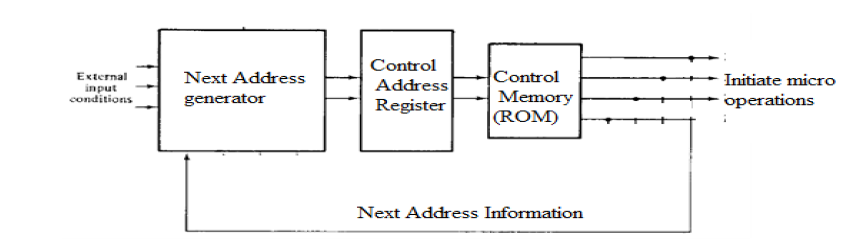 External
input
conditions
Next Address
generator
Control
Address
Register
Control
Memory
(ROM)
Initiate micro
operations
Next Address Information